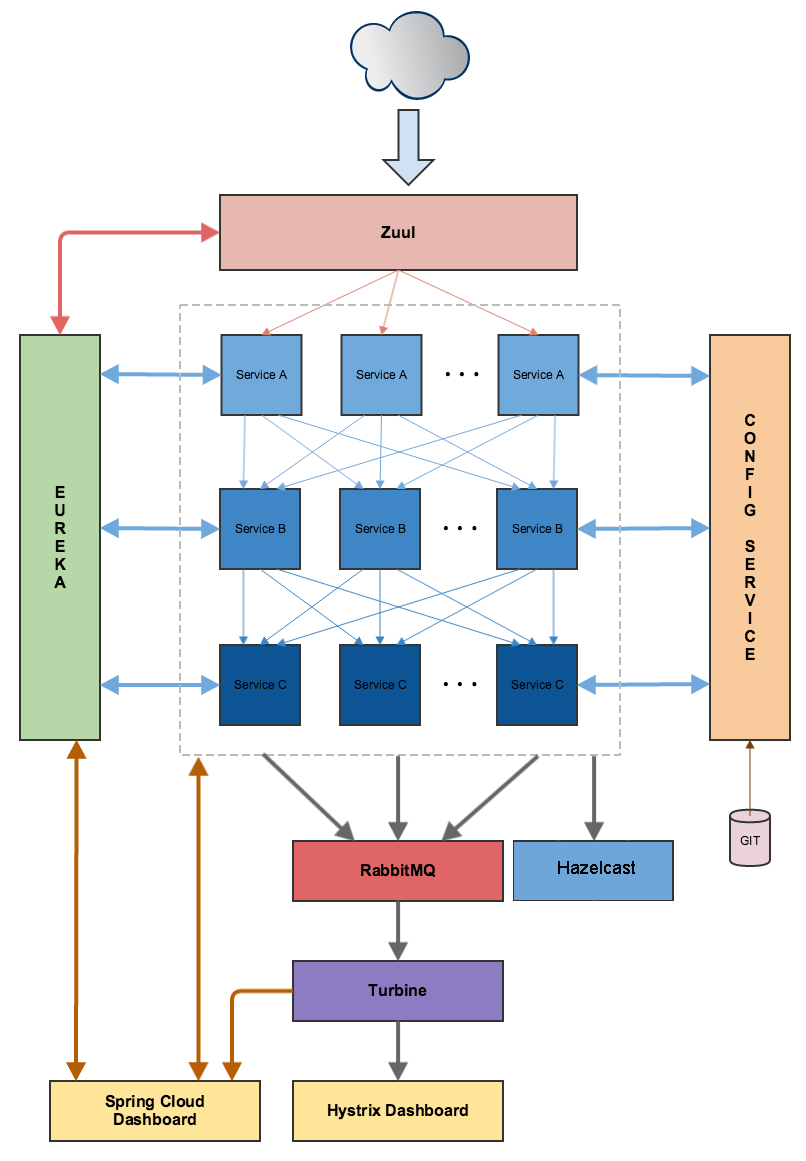 Zuul
Service A
Service A
. . .
Service A
EUREKA
CONFIG SERVICE
Service B
Service B
. . .
Service B
Service C
Service C
. . .
Service C
GIT
RabbitMQ
Hazelcast
Turbine
Spring Cloud
Dashboard
Hystrix Dashboard